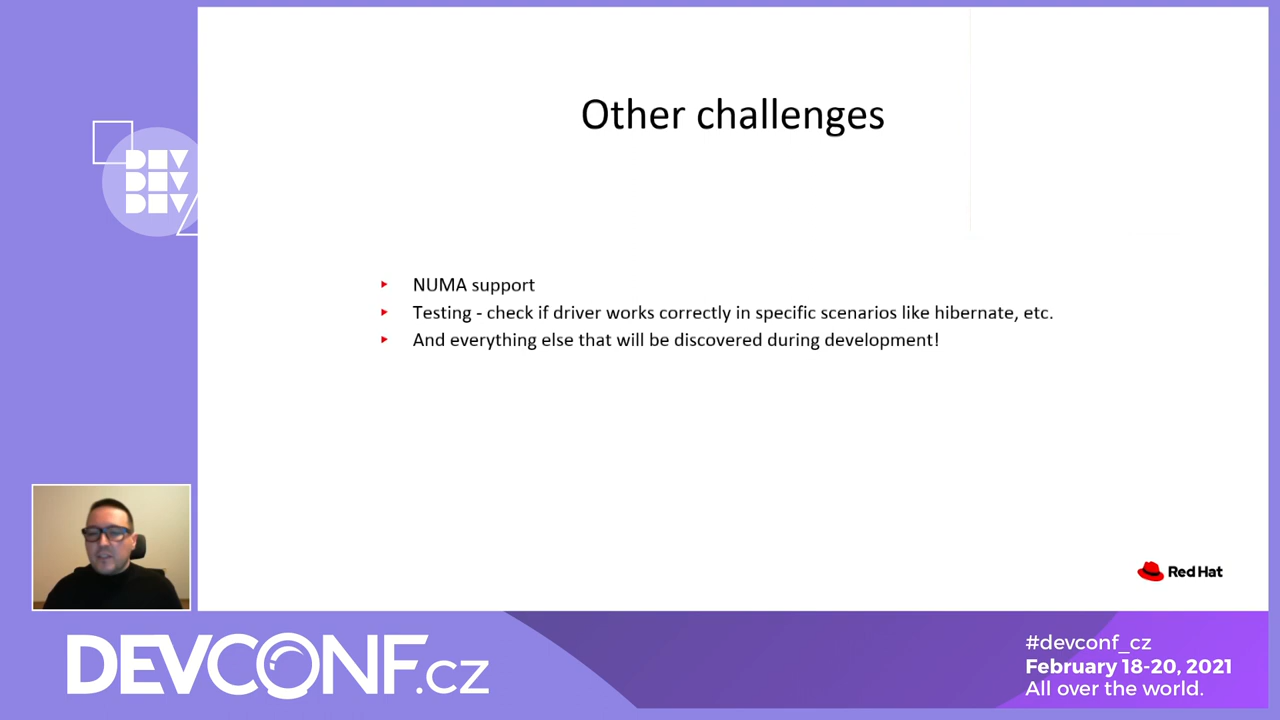 Other challenges
DEV
DEV
DEV
NUMA support
Testing - check if driver works correctly in specific scenarios like hibernate, etc.
And everything else that will be discovered during development!
Red Hat
DEVCONF.cz
#devconf_cz
February 18-20, 2021
All over the world.